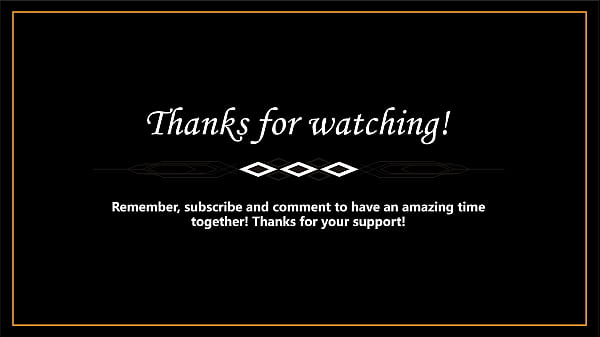 Thanks for watching!
Remember, subscribe and comment to have an amazing time
together! Thanks for your support!